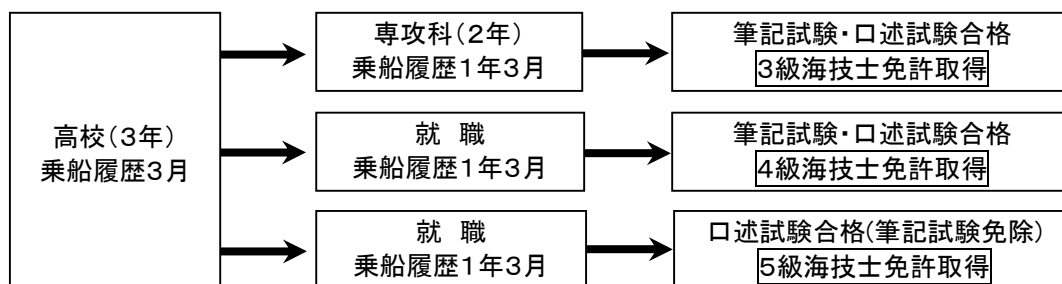 高校(3年)
乗船履歴3月
専攻科(2年)
乗船履歴1年3月
筆記試験・口述試験合格
3級海技士免許取得
就 職
乗船履歴1年3月
筆記試験・口述試験合格
4級海技士免許取得
就 職
乗船履歴1年3月
口述試験合格(筆記試験免除)
5級海技士免許取得